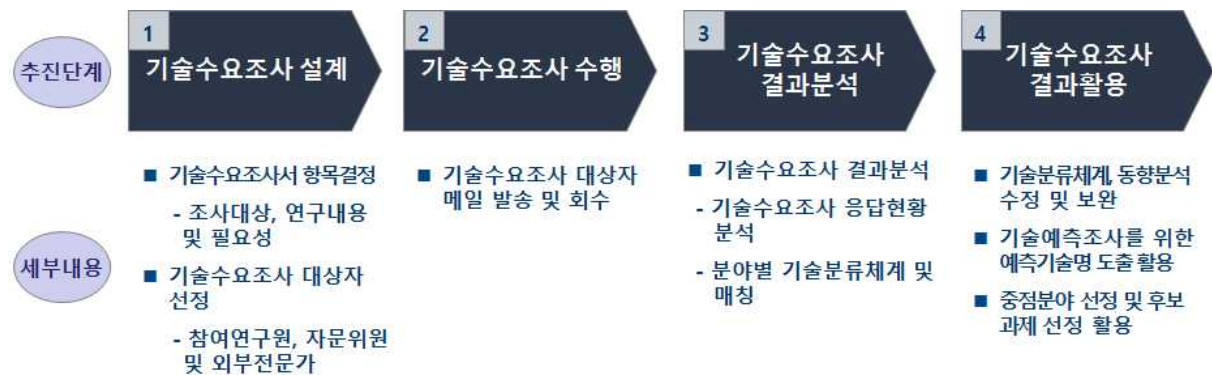 추진단계
1
기술수요조사 설계
2
기술수요조사 수행
3
기술수요조사
결과분석
4
기술수요조사
결과활용
세부내용
■ 기술수요조사서 항목결정
- 조사대상, 연구내용
및 필요성
■ 기술수요조사 대상자
선정
- 참여연구원, 자문위원
및 외부전문가
■ 기술수요조사 대상자
메일 발송 및 회수
■ 기술수요조사 결과분석
- 기술수요조사 응답현황
분석
- 분야별 기술분류체계 및
매칭
■ 기술분류체계, 동향분석
수정 및 보완
■ 기술예측조사를 위한
예측기술명 도출 활용
■ 중점분야 선정 및 후보
과제 선정 활용